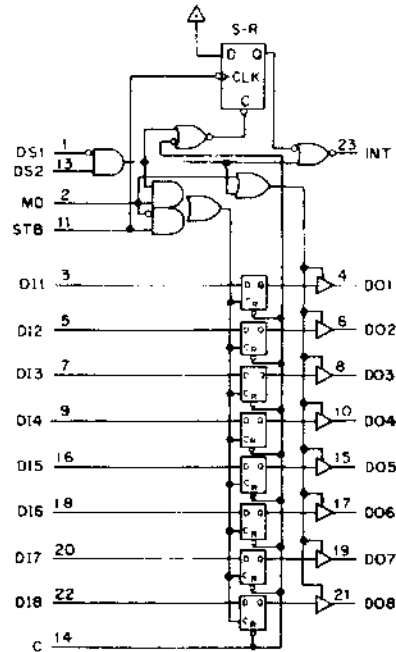 S-R
D Q
CLK
C
DS1 1
DS2 13
MD 2
STB 11
23 INT
DI1 3 D Q C R 4 DO1
DI2 5 D Q C R 6 DO2
DI3 7 D Q C R 8 DO3
DI4 9 D Q C R 10 DO4
DI5 16 D Q C R 15 DO5
DI6 18 D Q C R 17 DO6
DI7 20 D Q C R 19 DO7
DI8 22 D Q C R 21 DO8
C 14